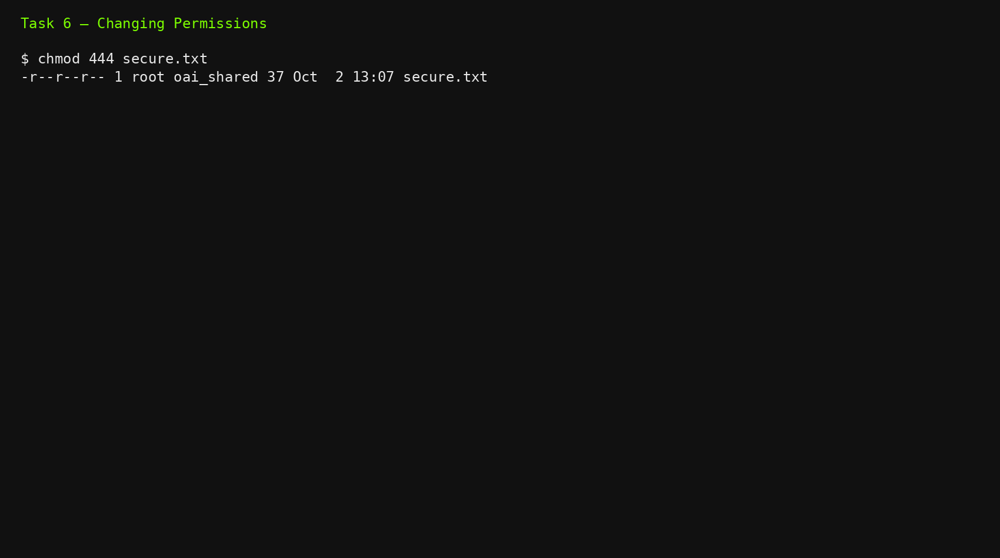 Task 6 – Changing Permissions
$ chmod 444 secure.txt
-r--r--r-- 1 root oai_shared 37 Oct  2 13:07 secure.txt